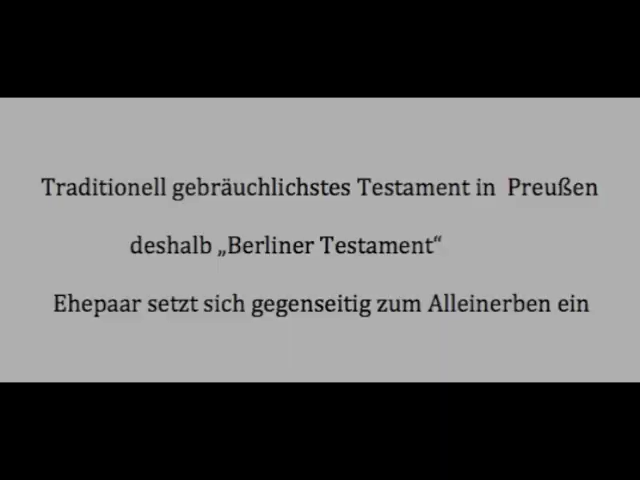 Traditionell gebräuchlichstes Testament in Preußen
deshalb „Berliner Testament“
Ehepaar setzt sich gegenseitig zum Alleinerben ein